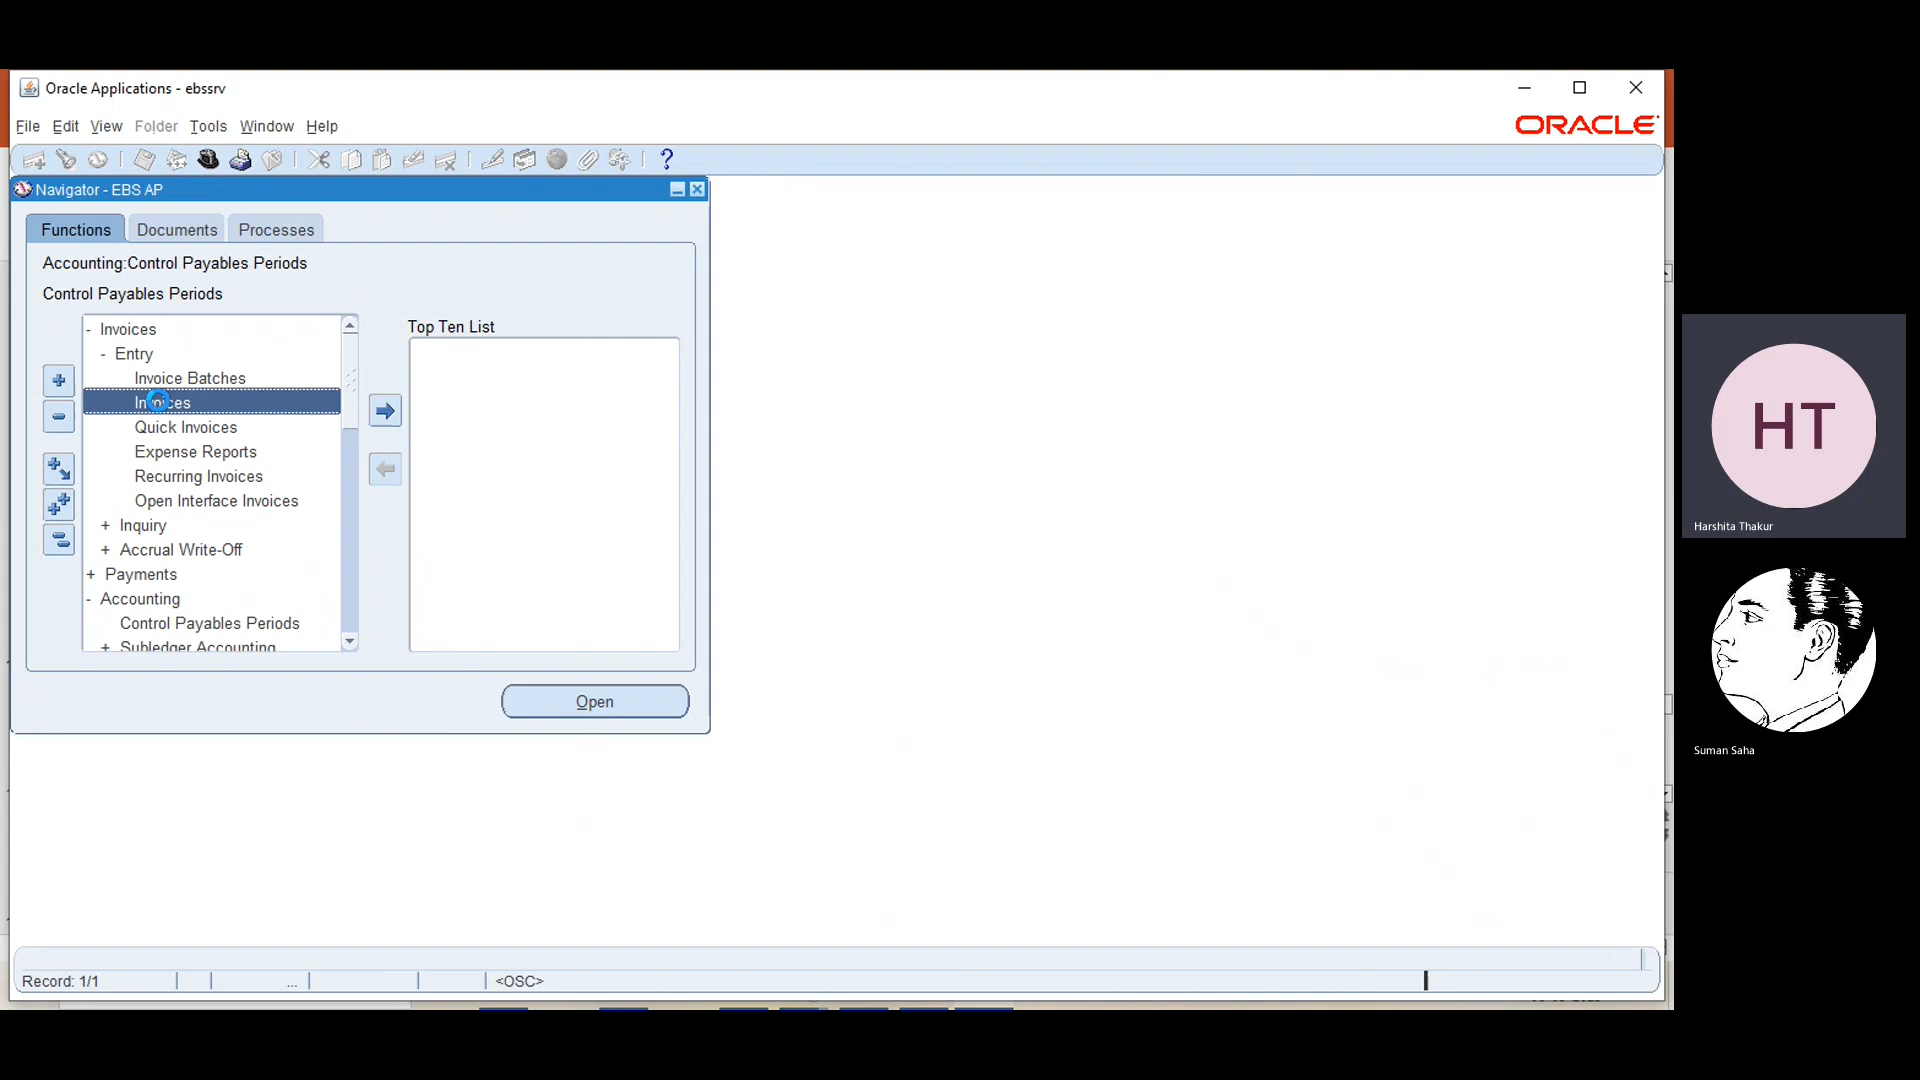 Oracle Applications - ebssrv
File Edit View Folder Tools Window Help
ORACLE
?
Navigator - EBS AP
Functions Documents Processes
Accounting:Control Payables Periods
Control Payables Periods
Top Ten List
- Invoices
- Entry
Invoice Batches
Invoices
Quick Invoices
Expense Reports
Recurring Invoices
Open Interface Invoices
+ Inquiry
+ Accrual Write-Off
+ Payments
- Accounting
Control Payables Periods
+ Subledger Accounting
Open
Record: 1/1 ... <OSC>
HT
Harshita Thakur
Suman Saha